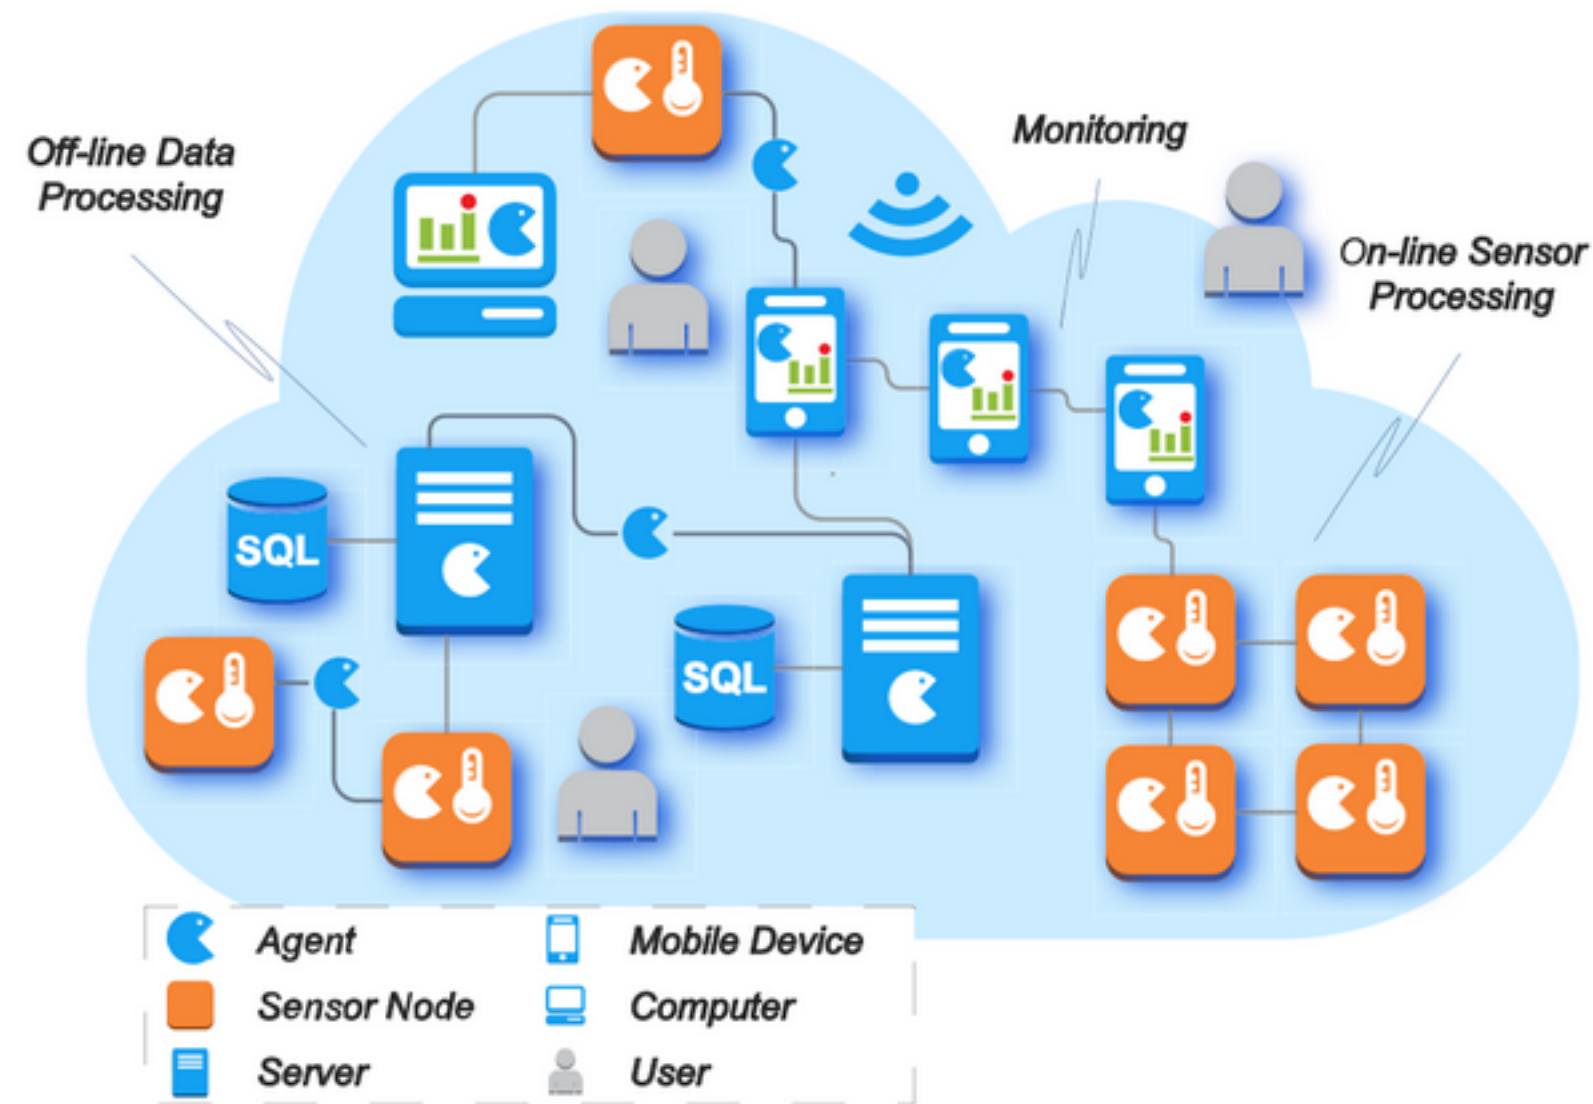 Off-line Data
Processing
Monitoring
On-line Sensor
Processing
SQL
SQL
Agent
Mobile Device
Sensor Node
Computer
Server
User